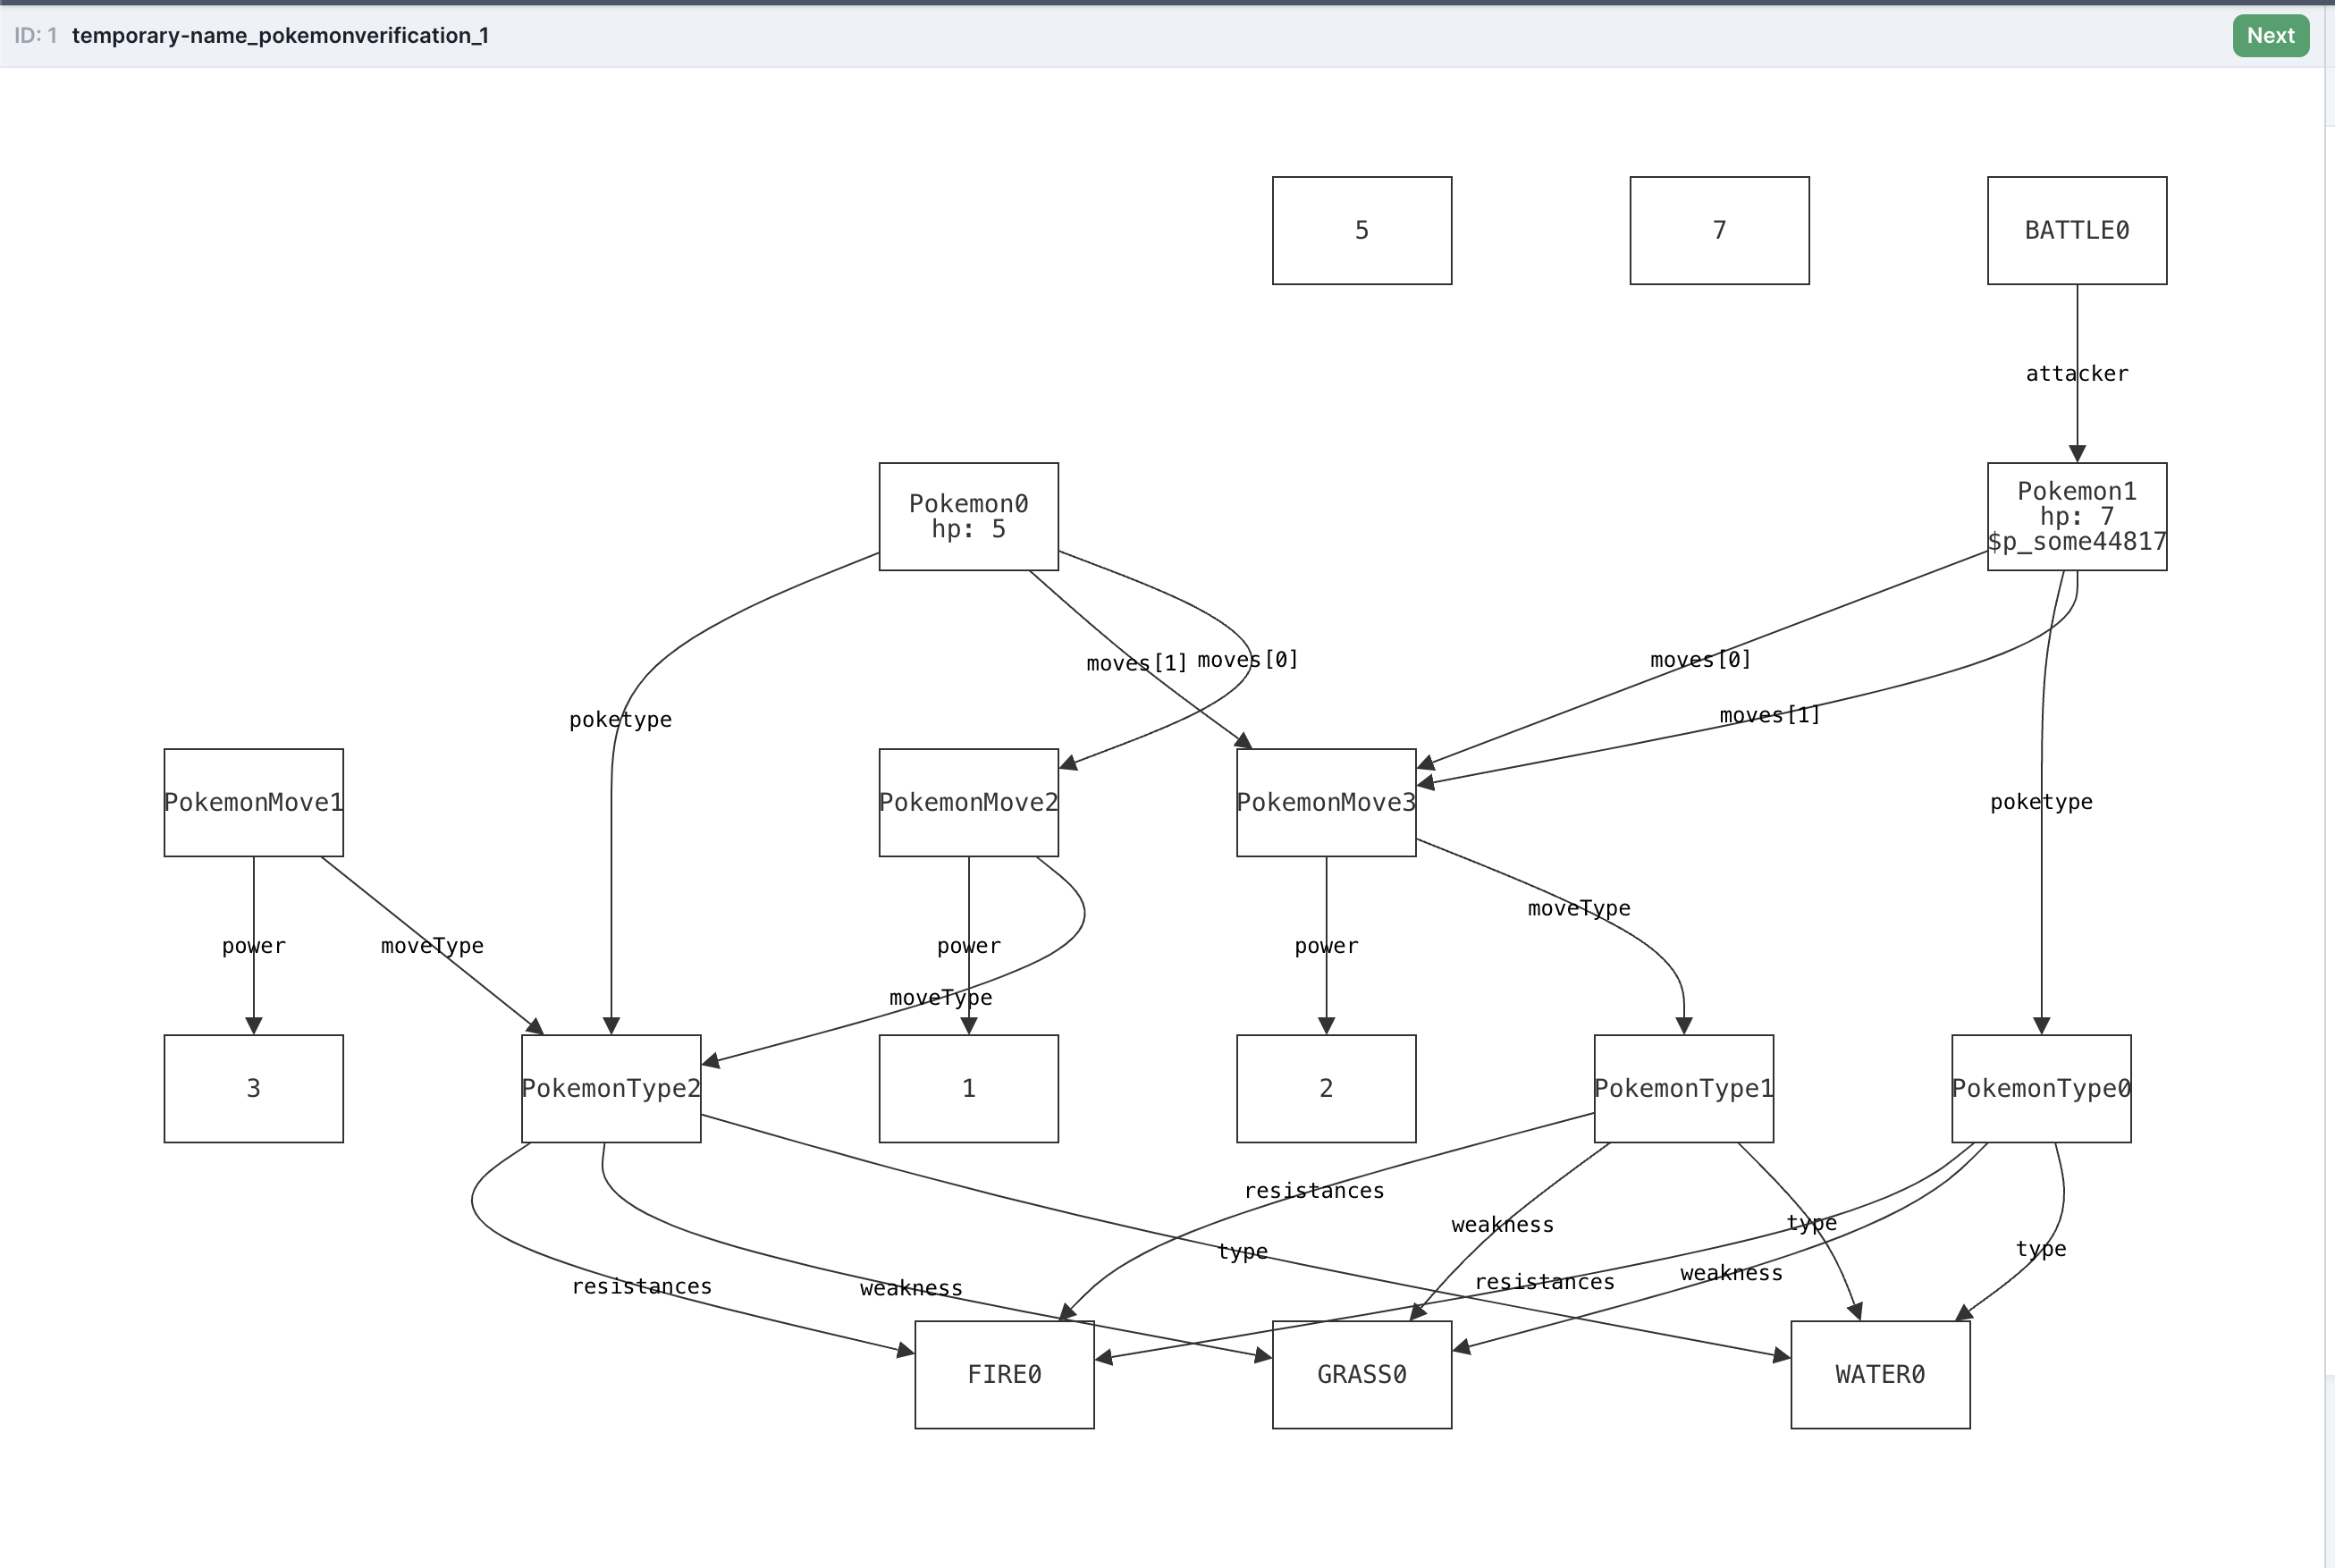 ID: 1 temporary-name_pokemonverification_1
Next
5
7
BATTLE0
attacker
Pokemon0
hp: 5
Pokemon1
hp: 7
$p_some44817
moves[1]
moves[0]
moves[0]
moves[1]
poketype
PokemonMove1
PokemonMove2
PokemonMove3
poketype
moveType
power
moveType
power
power
moveType
3
PokemonType2
1
2
PokemonType1
PokemonType0
resistances
weakness
type
type
type
resistances
weakness
resistances
weakness
FIRE0
GRASS0
WATER0